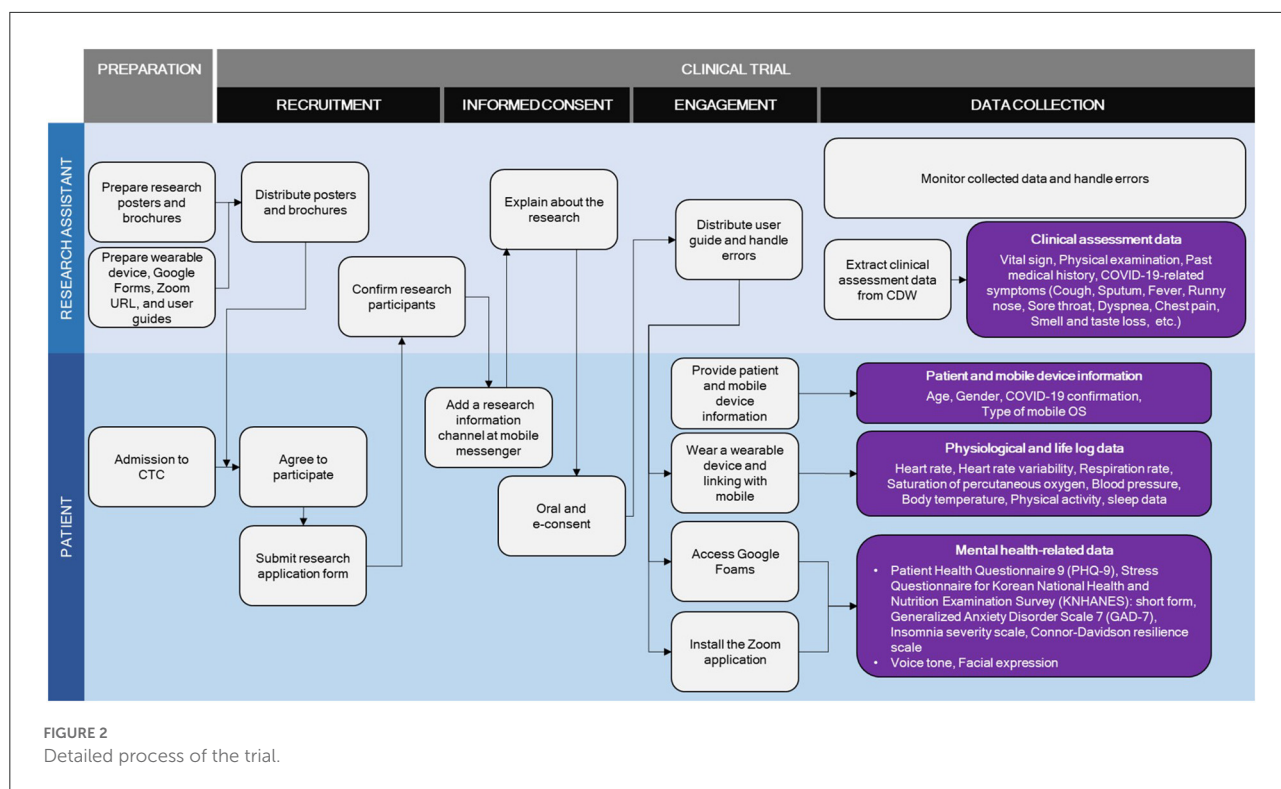 PREPARATION
CLINICAL TRIAL
RECRUITMENT
INFORMED CONSENT
ENGAGEMENT
DATA COLLECTION
RESEARCH ASSISTANT
Prepare research
posters and
brochures
Prepare wearable
device, Google
Forms, Zoom
URL, and user
guides
Distribute posters
and brochures
Confirm research
participants
Explain about the
research
Distribute user
guide and handle
errors
Monitor collected data and handle errors
Extract clinical
assessment data
from CDW
Clinical assessment data
Vital sign, Physical examination, Past
medical history, COVID-19-related
symptoms (Cough, Sputum, Fever, Runny
nose, Sore throat, Dyspnea, Chest pain,
Smell and taste loss, etc.)
PATIENT
Admission to
CTC
Agree to
participate
Submit research
application form
Add a research
information
channel at mobile
messenger
Oral and
e-consent
Provide patient
and mobile
device
information
Wear a wearable
device and
linking with
mobile
Access Google
Foams
Install the Zoom
application
Patient and mobile device information
Age, Gender, COVID-19 confirmation,
Type of mobile OS
Physiological and life log data
Heart rate, Heart rate variability, Respiration rate,
Saturation of percutaneous oxygen, Blood pressure,
Body temperature, Physical activity, sleep data
Mental health-related data
• Patient Health Questionnaire 9 (PHQ-9), Stress
Questionnaire for Korean National Health and
Nutrition Examination Survey (KNHANES): short form,
Generalized Anxiety Disorder Scale 7 (GAD-7),
Insomnia severity scale, Connor-Davidson resilience
scale
• Voice tone, Facial expression
FIGURE 2
Detailed process of the trial.